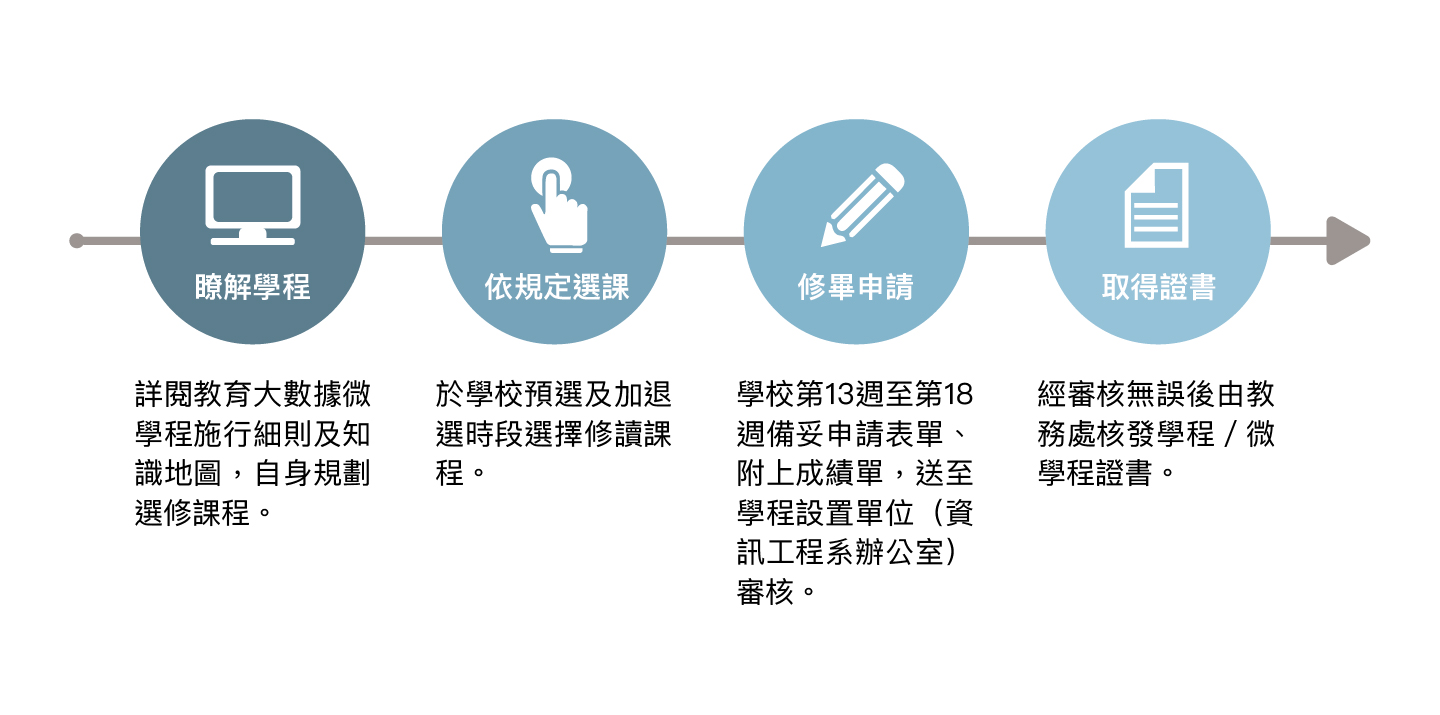 瞭解學程
詳閱教育大數據微
學程施行細則及知
識地圖，自身規劃
選修課程。
依規定選課
於學校預選及加退
選時段選擇修讀課
程。
修畢申請
學校第13週至第18
週備妥申請表單、
附上成績單，送至
學程設置單位（資
訊工程系辦公室）
審核。
取得證書
經審核無誤後由教
務處核發學程／微
學程證書。